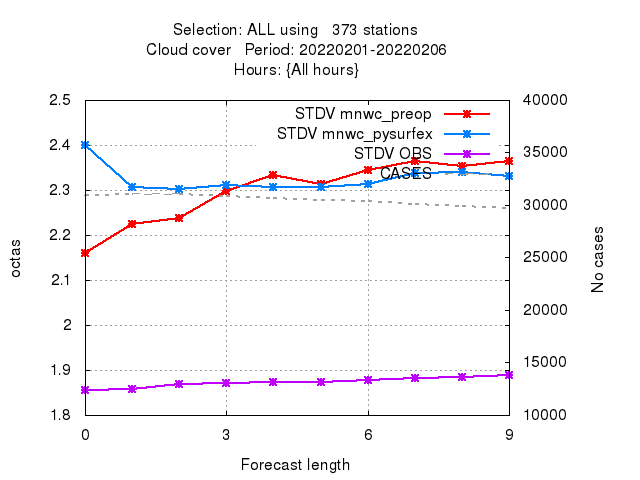 Selection: ALL using   373 stations
Cloud cover   Period: 20220201-20220206
Hours: {All hours}
2.5
2.4
2.3
2.2
2.1
2
1.9
1.8
octas
40000
35000
30000
25000
20000
15000
10000
No cases
STDV mnwc_preop
STDV mnwc_pysurfex
STDV OBS
CASES
0
3
6
9
Forecast length